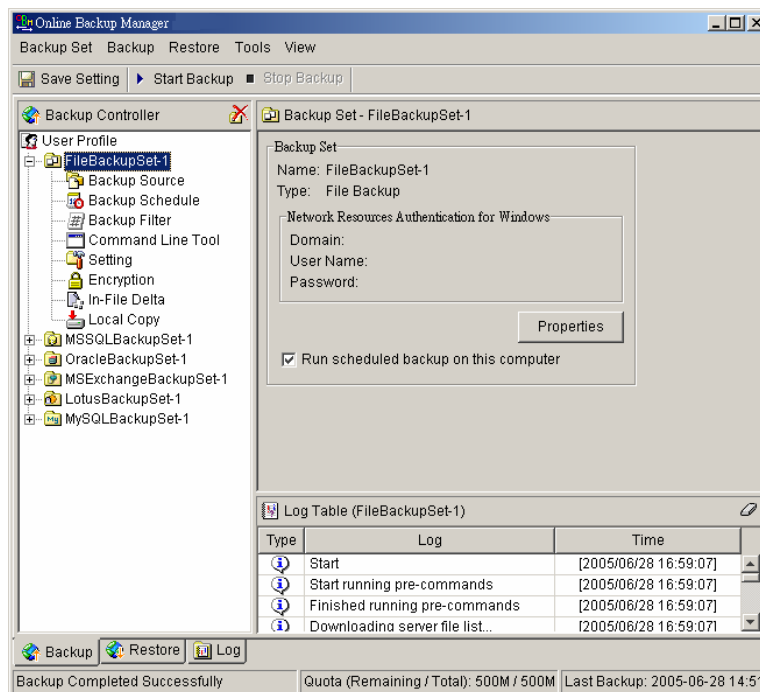 Online Backup Manager
Backup Set Backup Restore Tools View
Save Setting Start Backup Stop Backup
Backup Controller
User Profile
FileBackupSet-1
Backup Source
Backup Schedule
Backup Filter
Command Line Tool
Setting
Encryption
In-File Delta
Local Copy
MSSQLBackupSet-1
OracleBackupSet-1
MSExchangeBackupSet-1
LotusBackupSet-1
MySQLBackupSet-1
Backup Set - FileBackupSet-1
Backup Set
Name: FileBackupSet-1
Type: File Backup
Network Resources Authentication for Windows
Domain:
User Name:
Password:
Properties
Run scheduled backup on this computer
Log Table (FileBackupSet-1)
Type Log Time
Start [2005/06/28 16:59:07]
Start running pre-commands [2005/06/28 16:59:07]
Finished running pre-commands [2005/06/28 16:59:07]
Downloading server file list... [2005/06/28 16:59:07]
Backup Restore Log
Backup Completed Successfully Quota (Remaining / Total): 500M / 500M Last Backup: 2005-06-28 14:51